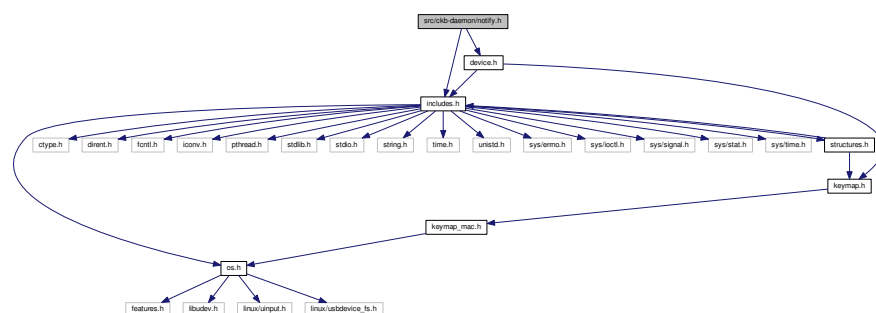 src/ckb-daemon/notify.h
device.h
includes.h
ctype.h
dirent.h
fcntl.h
iconv.h
pthread.h
stdlib.h
stdio.h
string.h
time.h
unistd.h
sys/errno.h
sys/ioctl.h
sys/signal.h
sys/stat.h
sys/time.h
structures.h
keymap.h
keymap_mac.h
os.h
features.h
libudev.h
linux/uinput.h
linux/usbdevice_fs.h